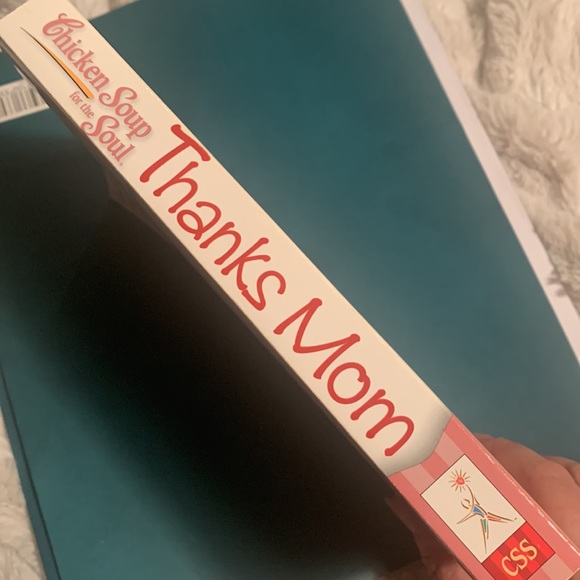 Chicken Soup
for the
Soul®
Thanks Mom
CSS